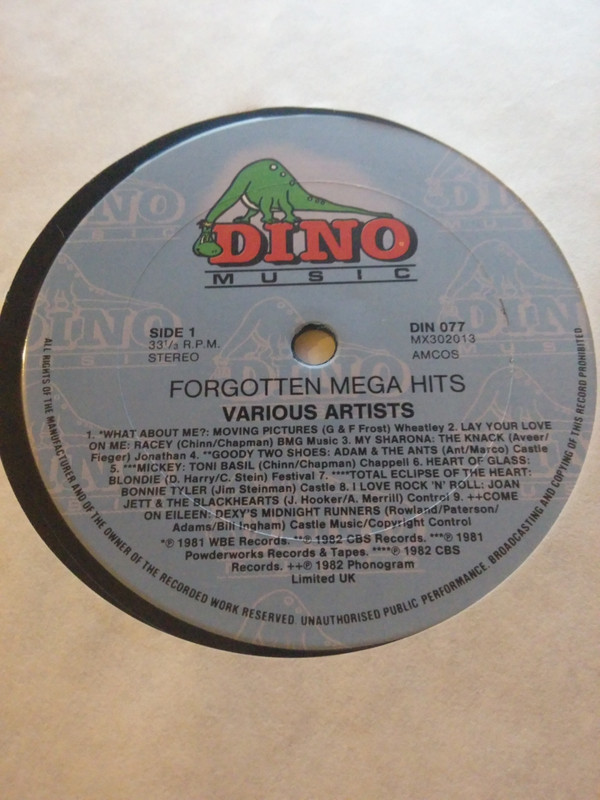 DINO
MUSIC
SIDE 1
33⅓ R.P.M.
STEREO
DIN 077
MX302013
AMCOS
FORGOTTEN MEGA HITS
VARIOUS ARTISTS
1. *WHAT ABOUT ME?: MOVING PICTURES (G & F Frost) Wheatley 2. LAY YOUR LOVE
ON ME: RACEY (Chinn/Chapman) BMG Music 3. MY SHARONA: THE KNACK (Aveer/
Fieger) Jonathan 4. **GOODY TWO SHOES: ADAM & THE ANTS (Ant/Marco) Castle
5. ***MICKEY: TONI BASIL (Chinn/Chapman) Chappell 6. HEART OF GLASS:
BLONDIE (D. Harry/C. Stein) Festival 7. ****TOTAL ECLIPSE OF THE HEART:
BONNIE TYLER (Jim Steinman) Castle 8. I LOVE ROCK 'N' ROLL: JOAN
JETT & THE BLACKHEARTS (J. Hooker/A. Merrill) Control 9. ++COME
ON EILEEN: DEXY'S MIDNIGHT RUNNERS (Rowland/Paterson/
Adams/Bill Ingham) Castle Music/Copyright Control
*℗ 1981 WBE Records. **℗ 1982 CBS Records. ***℗ 1981
Powderworks Records & Tapes. ****℗ 1982 CBS
Records. ++℗ 1982 Phonogram
Limited UK
ALL RIGHTS OF THE MANUFACTURER AND OF THE OWNER OF THE RECORDED WORK RESERVED. UNAUTHORISED PUBLIC PERFORMANCE, BROADCASTING AND COPYING OF THIS RECORD PROHIBITED